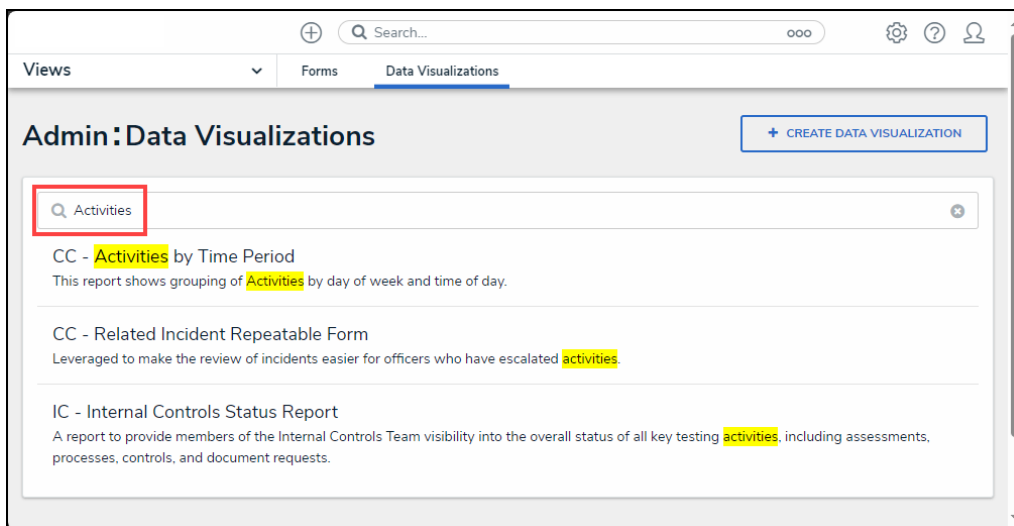 Search...
ooo
Views
Forms
Data Visualizations
Admin:Data Visualizations
+ CREATE DATA VISUALIZATION
Activities
CC - Activities by Time Period
This report shows grouping of Activities by day of week and time of day.
CC - Related Incident Repeatable Form
Leveraged to make the review of incidents easier for officers who have escalated activities.
IC - Internal Controls Status Report
A report to provide members of the Internal Controls Team visibility into the overall status of all key testing activities, including assessments,
processes, controls, and document requests.